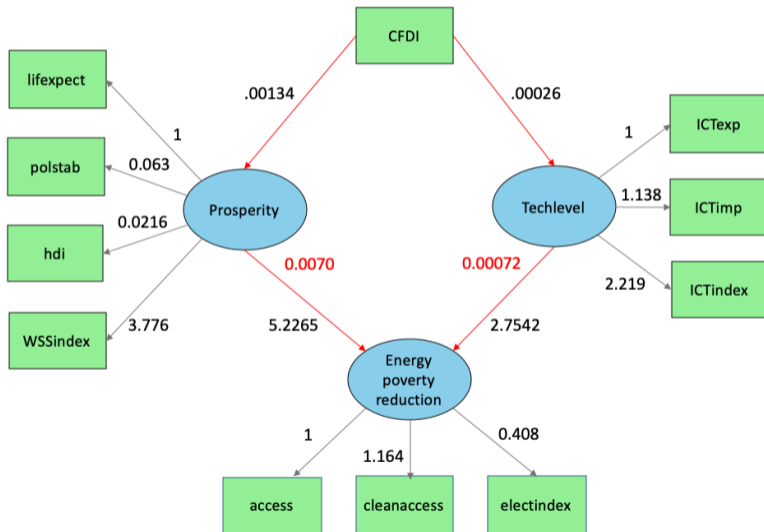 CFDI
lifexpect
.00134
.00026
ICTexp
1
1
polstab
0.063
Prosperity
Techlevel
1.138
ICTimp
hdi
0.0216
0.0070
0.00072
2.219
ICTindex
WSSindex
3.776
5.2265
2.7542
Energy
poverty
reduction
1
1.164
0.408
access
cleanaccess
electindex